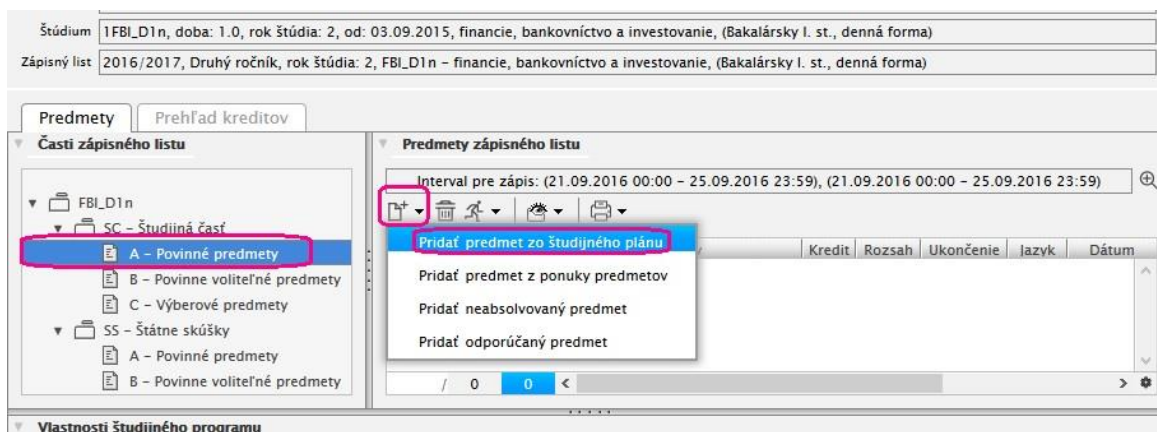 Štúdium 1FBI_D1n, doba: 1.0, rok štúdia: 2, od: 03.09.2015, financie, bankovníctvo a investovanie, (Bakalársky I. st., denná forma)
Zápisný list 2016/2017, Druhý ročník, rok štúdia: 2, FBI_D1n – financie, bankovníctvo a investovanie, (Bakalársky I. st., denná forma)
Predmety Prehľad kreditov
Časti zápisného listu
FBI_D1n
SC – Študijná časť
A – Povinné predmety
B – Povinne voliteľné predmety
C – Výberové predmety
SS – Štátne skúšky
A – Povinné predmety
B – Povinne voliteľné predmety
Predmety zápisného listu
Interval pre zápis: (21.09.2016 00:00 – 25.09.2016 23:59), (21.09.2016 00:00 – 25.09.2016 23:59)
Kredit Rozsah Ukončenie Jazyk Dátum
Pridať predmet zo študijného plánu
Pridať predmet z ponuky predmetov
Pridať neabsolvovaný predmet
Pridať odporúčaný predmet
/ 0 0
Vlastnosti študijného programu